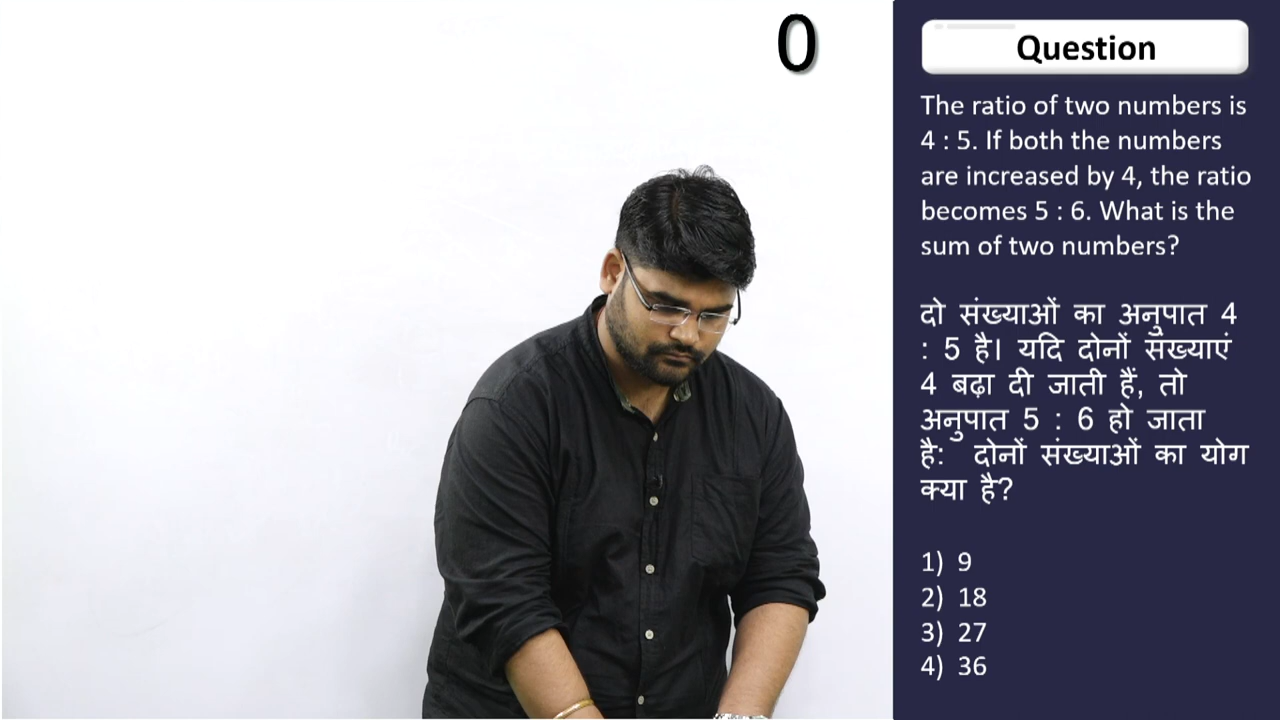 0
Question
The ratio of two numbers is
4 : 5. If both the numbers
are increased by 4, the ratio
becomes 5 : 6. What is the
sum of two numbers?
दो संख्याओं का अनुपात 4
: 5 है। यदि दोनों संख्याएं
4 बढ़ा दी जाती हैं, तो
अनुपात 5 : 6 हो जाता
है: दोनों संख्याओं का योग
क्या है?
1) 9
2) 18
3) 27
4) 36